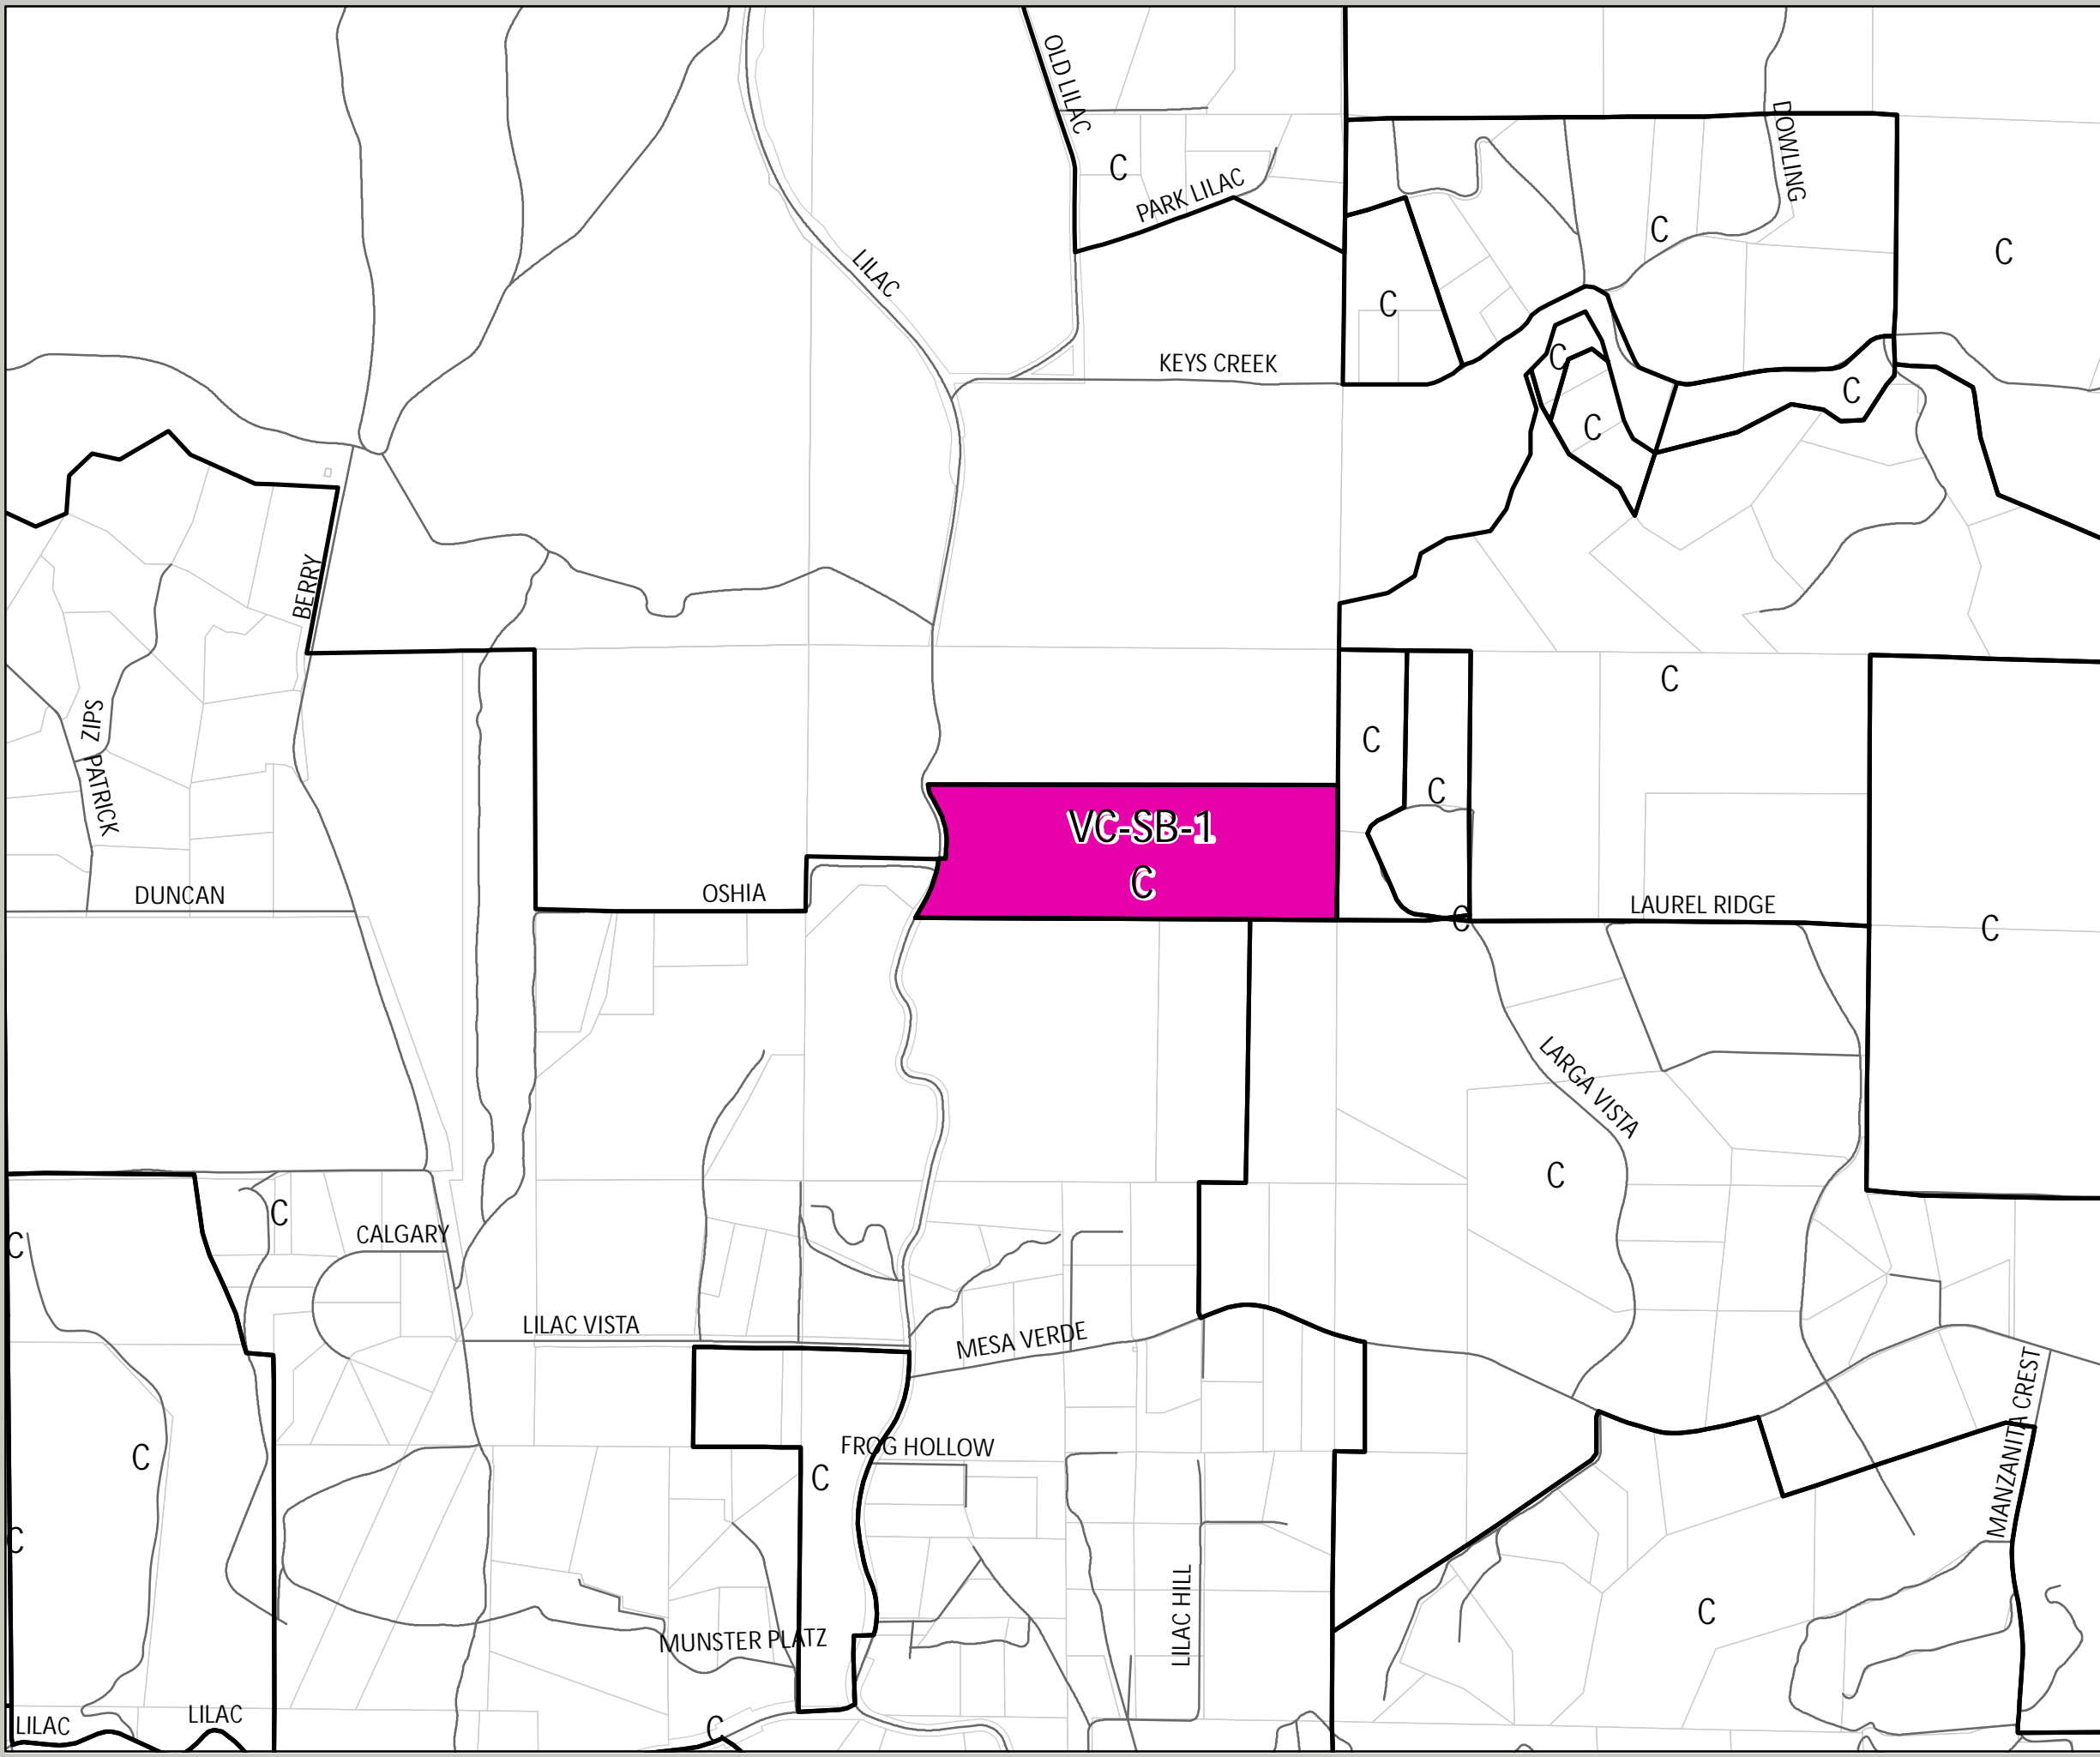 OLD LILAC
DOWLING
C
PARK LILAC
C
C
LILAC
C
KEYS CREEK
C
C
C
BERRY
C
ZIPS
C
PATRICK
C
VC-SB-1
C
DUNCAN
OSHIA
LAUREL RIDGE
C
C
LARGA VISTA
C
C
CALGARY
C
LILAC VISTA
MESA VERDE
MANZANITA CREST
FROG HOLLOW
C
C
C
LILAC HILL
C
MUNSTER PLATZ
LILAC
LILAC
C